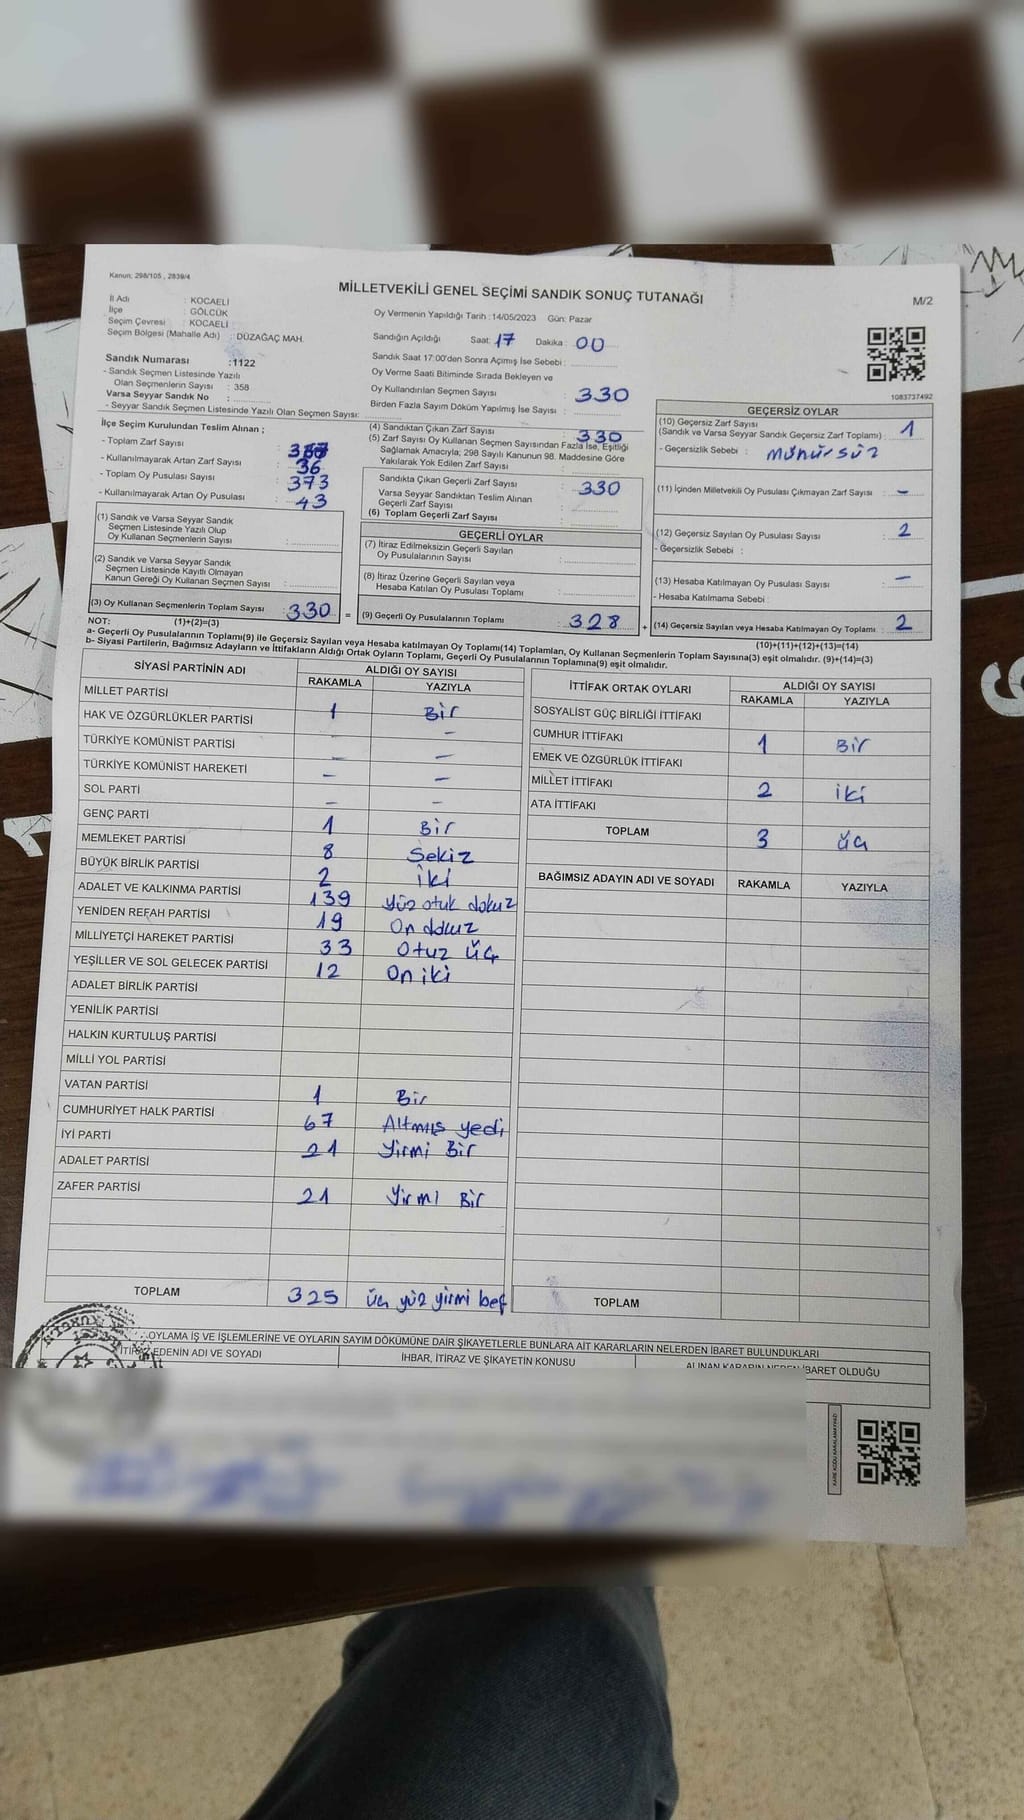 Kanun: 298/105 , 2839/4
MİLLETVEKİLİ GENEL SEÇİMİ SANDIK SONUÇ TUTANAĞI
M/2
İl Adı : KOCAELİ
İlçe : GÖLCÜK
Seçim Çevresi : KOCAELİ
Seçim Bölgesi (Mahalle Adı) : DÜZAĞAÇ MAH.
Oy Vermenin Yapıldığı Tarih :14/05/2023 Gün: Pazar
Sandığın Açıldığı Saat: 17 Dakika: 00
Sandık Saat 17:00'den Sonra Açımış İse Sebebi :
Sandık Numarası :1122
- Sandık Seçmen Listesinde Yazılı
Olan Seçmenlerin Sayısı : 358
Varsa Seyyar Sandık No :
- Seyyar Sandık Seçmen Listesinde Yazılı Olan Seçmen Sayısı:
Oy Verme Saati Bitiminde Sırada Bekleyen ve
Oy Kullandırılan Seçmen Sayısı : 330
Birden Fazla Sayım Döküm Yapılmış İse Sayısı :
1083737492
İlçe Seçim Kurulundan Teslim Alınan ;
- Toplam Zarf Sayısı :
- Kullanılmayarak Artan Zarf Sayısı : 36
- Toplam Oy Pusulası : 373
- Kullanılmayarak Artan Oy Pusulası : 43
(4) Sandıktan Çıkan Zarf Sayısı : 330
(5) Zarf Sayısı Oy Kullanan Seçmen Sayısından Fazla İse, Eşitliği
Sağlamak Amacıyla, 298 Sayılı Kanunun 98. Maddesine Göre
Yakılarak Yok Edilen Zarf Sayısı :
Sandıkta Çıkan Geçerli Zarf Sayısı : 330
Varsa Seyyar Sandıktan Teslim Alınan
Geçerli Zarf Sayısı :
(6) Toplam Geçerli Zarf Sayısı :
GEÇERSİZ OYLAR
(10) Geçersiz Zarf Sayısı
(Sandık ve Varsa Seyyar Sandık Geçersiz Zarf Toplamı) : 1
- Geçersizlik Sebebi : Mühürsüz
(11) İçinden Milletvekili Oy Pusulası Çıkmayan Zarf Sayısı : -
(12) Geçersiz Sayılan Oy Pusulası Sayısı : 2
- Geçersizlik Sebebi :
(13) Hesaba Katılmayan Oy Pusulası Sayısı : -
- Hesaba Katılmama Sebebi :
(14) Geçersiz Sayılan veya Hesaba Katılmayan Oy Toplamı : 2
(10)+(11)+(12)+(13)=(14)
(1) Sandık ve Varsa Seyyar Sandık
Seçmen Listesinde Yazılı Olup
Oy Kullanan Seçmenlerin Sayısı :
(2) Sandık ve Varsa Seyyar Sandık
Seçmen Listesinde Kayıtlı Olmayan
Kanun Gereği Oy Kullanan Seçmen Sayısı :
(3) Oy Kullanan Seçmenlerin Toplam Sayısı : 330 =
GEÇERLİ OYLAR
(7) İtiraz Edilmeksizin Geçerli Sayılan
Oy Pusulalarının Sayısı :
(8) İtiraz Üzerine Geçerli Sayılan veya
Hesaba Katılan Oy Pusulası Toplamı :
(9) Geçerli Oy Pusulalarının Toplamı : 328 +
NOT: (1)+(2)=(3)
a- Geçerli Oy Pusulalarının Toplamı(9) ile Geçersiz Sayılan veya Hesaba katılmayan Oy Toplamı(14) Toplamları, Oy Kullanan Seçmenlerin Toplam Sayısına(3) eşit olmalıdır. (9)+(14)=(3)
b- Siyasi Partilerin, Bağımsız Adayların ve İttifakların Aldığı Ortak Oyların Toplamı, Geçerli Oy Pusulalarının Toplamına(9) eşit olmalıdır.
SİYASİ PARTİNİN ADI ALDIĞI OY SAYISI
RAKAMLA YAZIYLA
MİLLET PARTİSİ 1 Bir
HAK VE ÖZGÜRLÜKLER PARTİSİ - -
TÜRKİYE KOMÜNİST PARTİSİ - -
TÜRKİYE KOMÜNİST HAREKETİ - -
SOL PARTİ - -
GENÇ PARTİ 1 Bir
MEMLEKET PARTİSİ 8 Sekiz
BÜYÜK BİRLİK PARTİSİ 2 İki
ADALET VE KALKINMA PARTİSİ 139 yüz otuk dokuz
YENİDEN REFAH PARTİSİ 19 On dokuz
MİLLİYETÇİ HAREKET PARTİSİ 33 Otuz üç
YEŞİLLER VE SOL GELECEK PARTİSİ 12 On iki
ADALET BİRLİK PARTİSİ
YENİLİK PARTİSİ
HALKIN KURTULUŞ PARTİSİ
MİLLİ YOL PARTİSİ
VATAN PARTİSİ 1 Bir
CUMHURİYET HALK PARTİSİ 67 Altmış yedi
İYİ PARTİ 21 Yirmi Bir
ADALET PARTİSİ
ZAFER PARTİSİ 21 Yirmi Bir
TOPLAM 325 üç yüz yirmi beş
İTTİFAK ORTAK OYLARI ALDIĞI OY SAYISI
RAKAMLA YAZIYLA
SOSYALİST GÜÇ BİRLİĞİ İTTİFAKI
CUMHUR İTTİFAKI 1 Bir
EMEK VE ÖZGÜRLÜK İTTİFAKI
MİLLET İTTİFAKI 2 iki
ATA İTTİFAKI
TOPLAM 3 üç
BAĞIMSIZ ADAYIN ADI VE SOYADI RAKAMLA YAZIYLA
TOPLAM
OYLAMA İŞ VE İŞLEMLERİNE VE OYLARIN SAYIM DÖKÜMÜNE DAİR ŞİKAYETLERLE BUNLARA AİT KARARLARIN NELERDEN İBARET BULUNDUKLARI
İTİRAZ EDENİN ADI VE SOYADI
İHBAR, İTİRAZ VE ŞİKAYETİN KONUSU
ALINAN KARARIN NEDEN İBARET OLDUĞU
KARE KODU KARALAMAYINIZ!